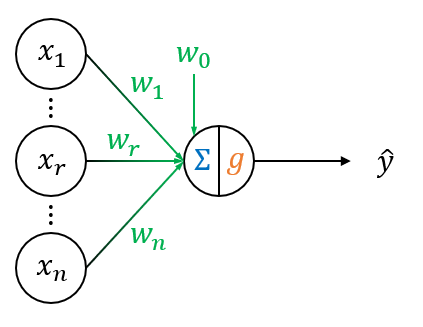 x₁
w₁
w₀
⋮
xᵣ
wᵣ
Σ
g
ŷ
⋮
xₙ
wₙ